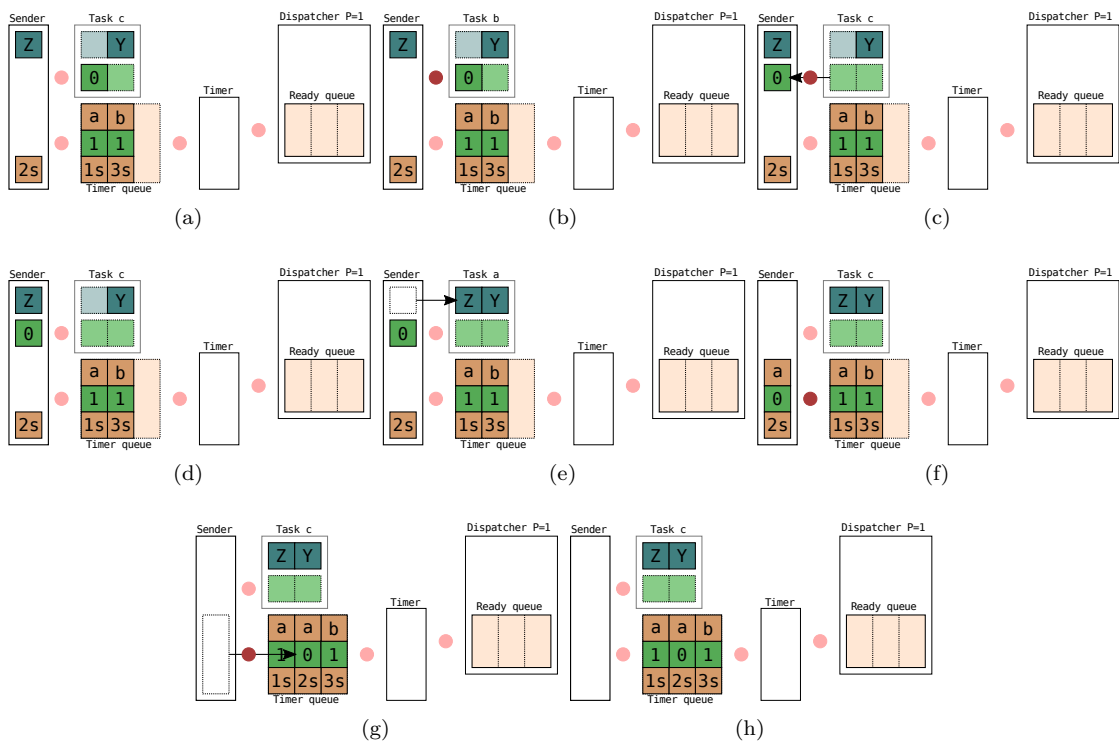 Sender Task c Dispatcher P=1 Sender Task b Dispatcher P=1 Sender Task c Dispatcher P=1
Z Y Z Y Z Y
0 0 0
Timer Timer Timer
Ready queue Ready queue Ready queue
a b a b a b
1 1 1 1 1 1
2s 1s 3s 2s 1s 3s 2s 1s 3s
Timer queue Timer queue Timer queue
(a) (b) (c)
Sender Task c Dispatcher P=1 Sender Task a Dispatcher P=1 Sender Task c Dispatcher P=1
Z Y Z Y Z Y
0 0
Timer Timer Timer
Ready queue Ready queue Ready queue
a b a b a a b
1 1 1 1 0 1 1
2s 1s 3s 2s 1s 3s 2s 1s 3s
Timer queue Timer queue Timer queue
(d) (e) (f)
Sender Task c Dispatcher P=1 Sender Task c Dispatcher P=1
Z Y Z Y
Timer Timer
Ready queue Ready queue
a a b a a b
1 0 1 1 0 1
1s 2s 3s 1s 2s 3s
Timer queue Timer queue
(g) (h)